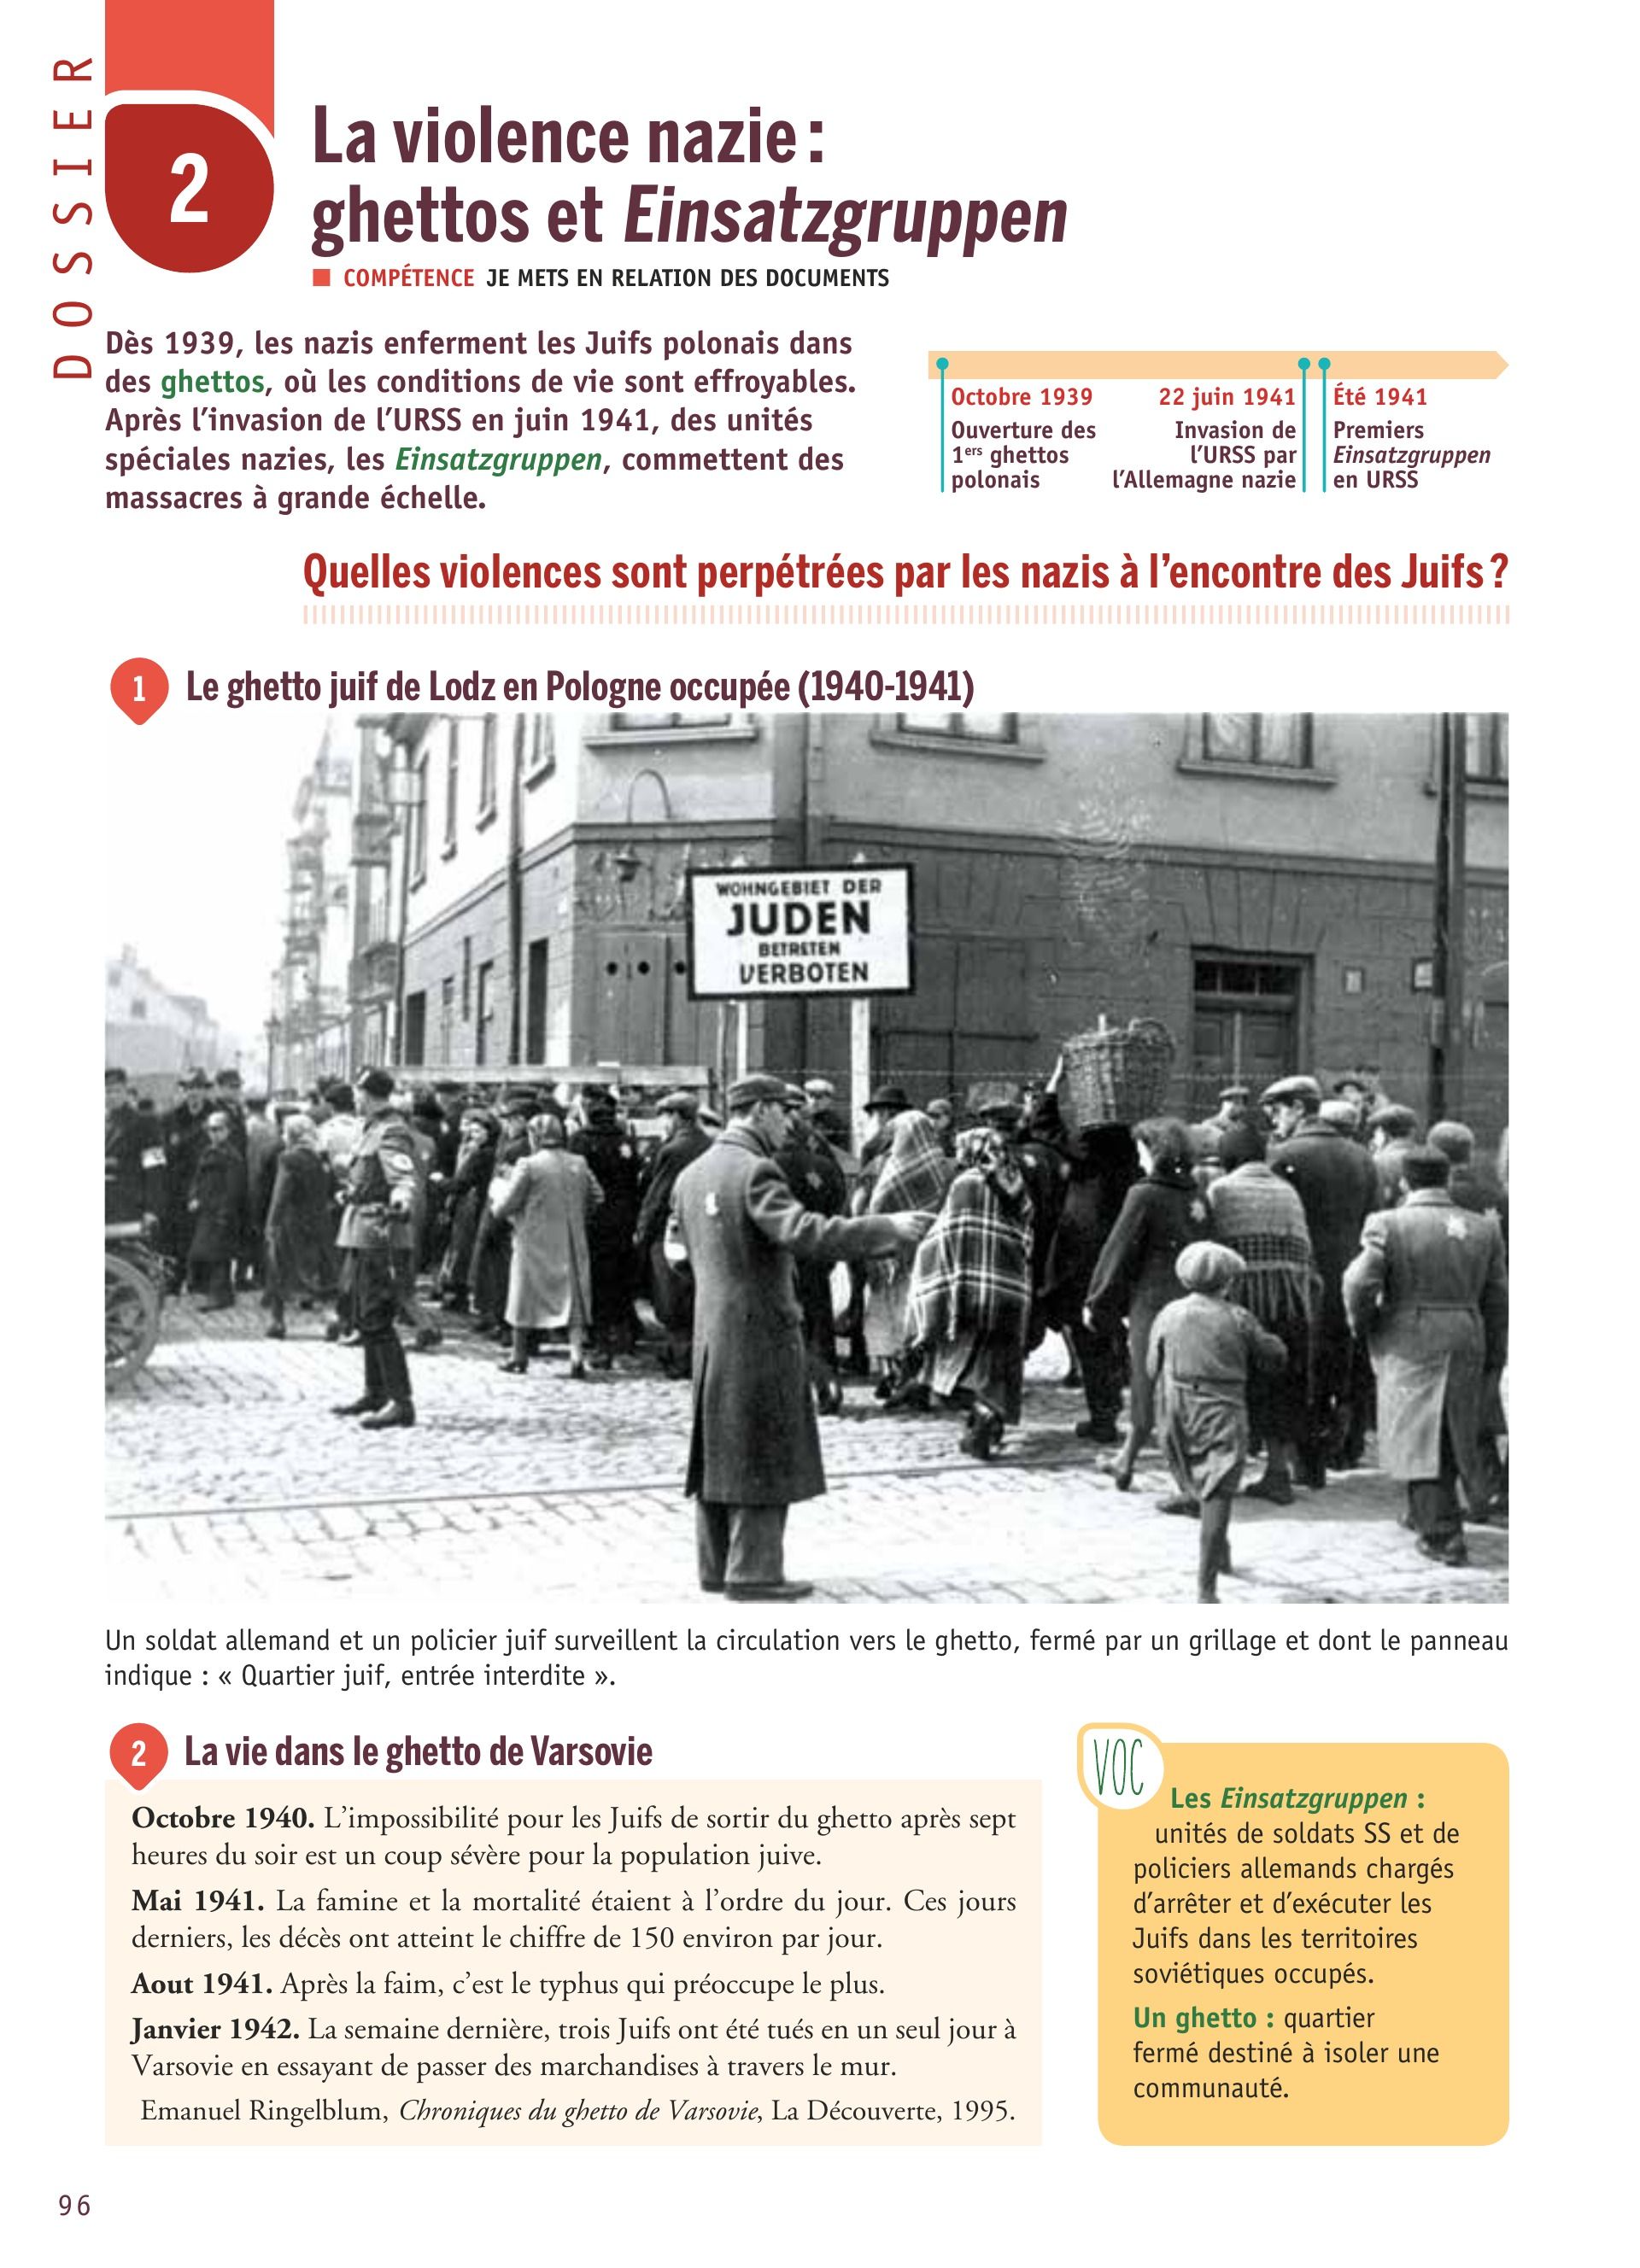 DOSSIER
2
La violence nazie :
ghettos et Einsatzgruppen
COMPÉTENCE JE METS EN RELATION DES DOCUMENTS
Dès 1939, les nazis enferment les Juifs polonais dans
des ghettos, où les conditions de vie sont effroyables.
Après l’invasion de l’URSS en juin 1941, des unités
spéciales nazies, les Einsatzgruppen, commettent des
massacres à grande échelle.
Octobre 1939
Ouverture des
1ers ghettos
polonais
22 juin 1941
Invasion de
l’URSS par
l’Allemagne nazie
Été 1941
Premiers
Einsatzgruppen
en URSS
Quelles violences sont perpétrées par les nazis à l’encontre des Juifs ?
1 Le ghetto juif de Lodz en Pologne occupée (1940-1941)
WOHNGEBIET DER
JUDEN
BETRETEN
VERBOTEN
Un soldat allemand et un policier juif surveillent la circulation vers le ghetto, fermé par un grillage et dont le panneau
indique : « Quartier juif, entrée interdite ».
2 La vie dans le ghetto de Varsovie
Octobre 1940. L’impossibilité pour les Juifs de sortir du ghetto après sept
heures du soir est un coup sévère pour la population juive.
Mai 1941. La famine et la mortalité étaient à l’ordre du jour. Ces jours
derniers, les décès ont atteint le chiffre de 150 environ par jour.
Aout 1941. Après la faim, c’est le typhus qui préoccupe le plus.
Janvier 1942. La semaine dernière, trois Juifs ont été tués en un seul jour à
Varsovie en essayant de passer des marchandises à travers le mur.
Emanuel Ringelblum, Chroniques du ghetto de Varsovie, La Découverte, 1995.
VOC
Les Einsatzgruppen :
unités de soldats SS et de
policiers allemands chargés
d’arrêter et d’exécuter les
Juifs dans les territoires
soviétiques occupés.
Un ghetto : quartier
fermé destiné à isoler une
communauté.
96